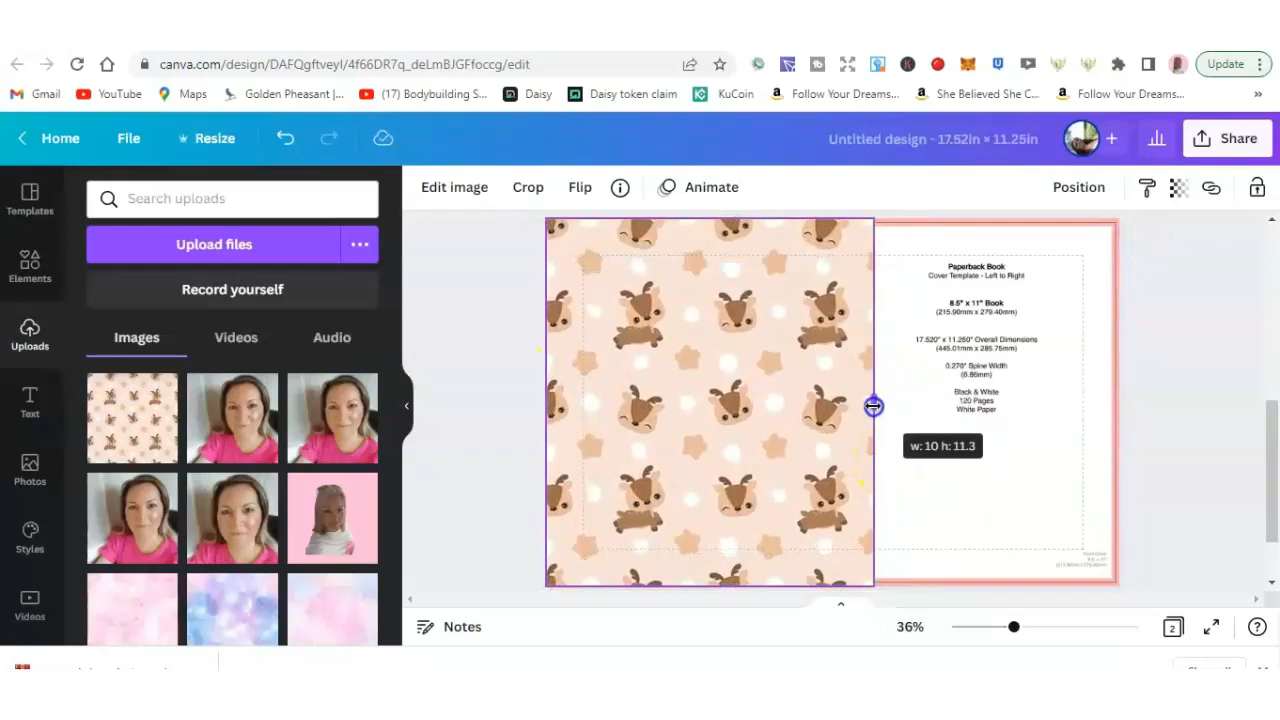 canva.com/design/DAFQgftveyI/4f66DR7q_deLmBJGFfoccg/edit
Update
Gmail
YouTube
Maps
Golden Pheasant |...
(17) Bodybuilding S...
Daisy
Daisy token claim
KuCoin
Follow Your Dreams...
She Believed She C...
Follow Your Dreams...
»
Home
File
Resize
Untitled design - 17.52in × 11.25in
+
Share
Templates
Elements
Uploads
Text
Photos
Styles
Videos
Search uploads
Upload files
Record yourself
Images
Videos
Audio
Edit image
Crop
Flip
Animate
Position
Paperback Book
Cover Template - Left to Right
8.5" x 11" Book
(215.90mm x 279.40mm)
17.520" x 11.250" Overall Dimensions
(445.01mm x 285.75mm)
0.270" Spine Width
(6.86mm)
Black & White
120 Pages
White Paper
w: 10 h: 11.3
Notes
36%
2